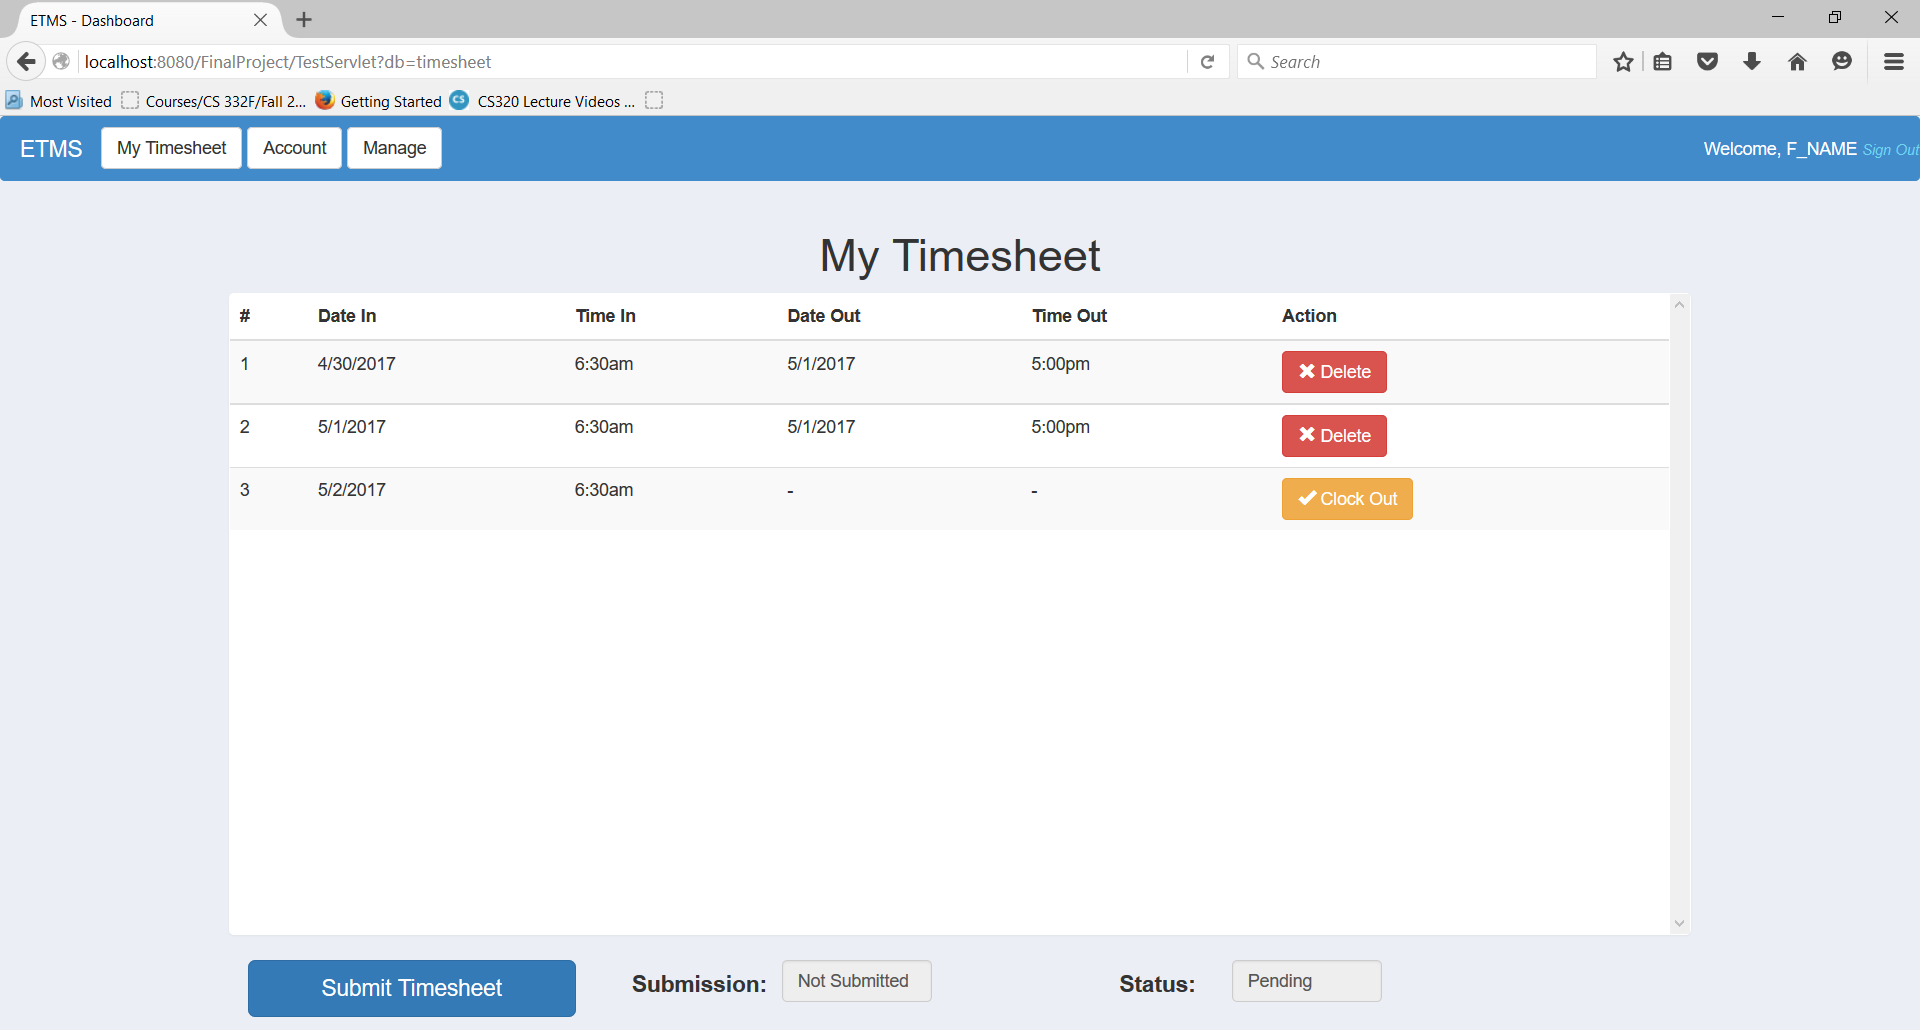 ETMS - Dashboard
localhost:8080/FinalProject/TestServlet?db=timesheet
Search
Most Visited Courses/CS 332F/Fall 2... Getting Started CS CS320 Lecture Videos ...
ETMS My Timesheet Account Manage Welcome, F_NAME Sign Out
My Timesheet
# Date In Time In Date Out Time Out Action
1 4/30/2017 6:30am 5/1/2017 5:00pm Delete
2 5/1/2017 6:30am 5/1/2017 5:00pm Delete
3 5/2/2017 6:30am - - Clock Out
Submit Timesheet Submission: Not Submitted Status: Pending